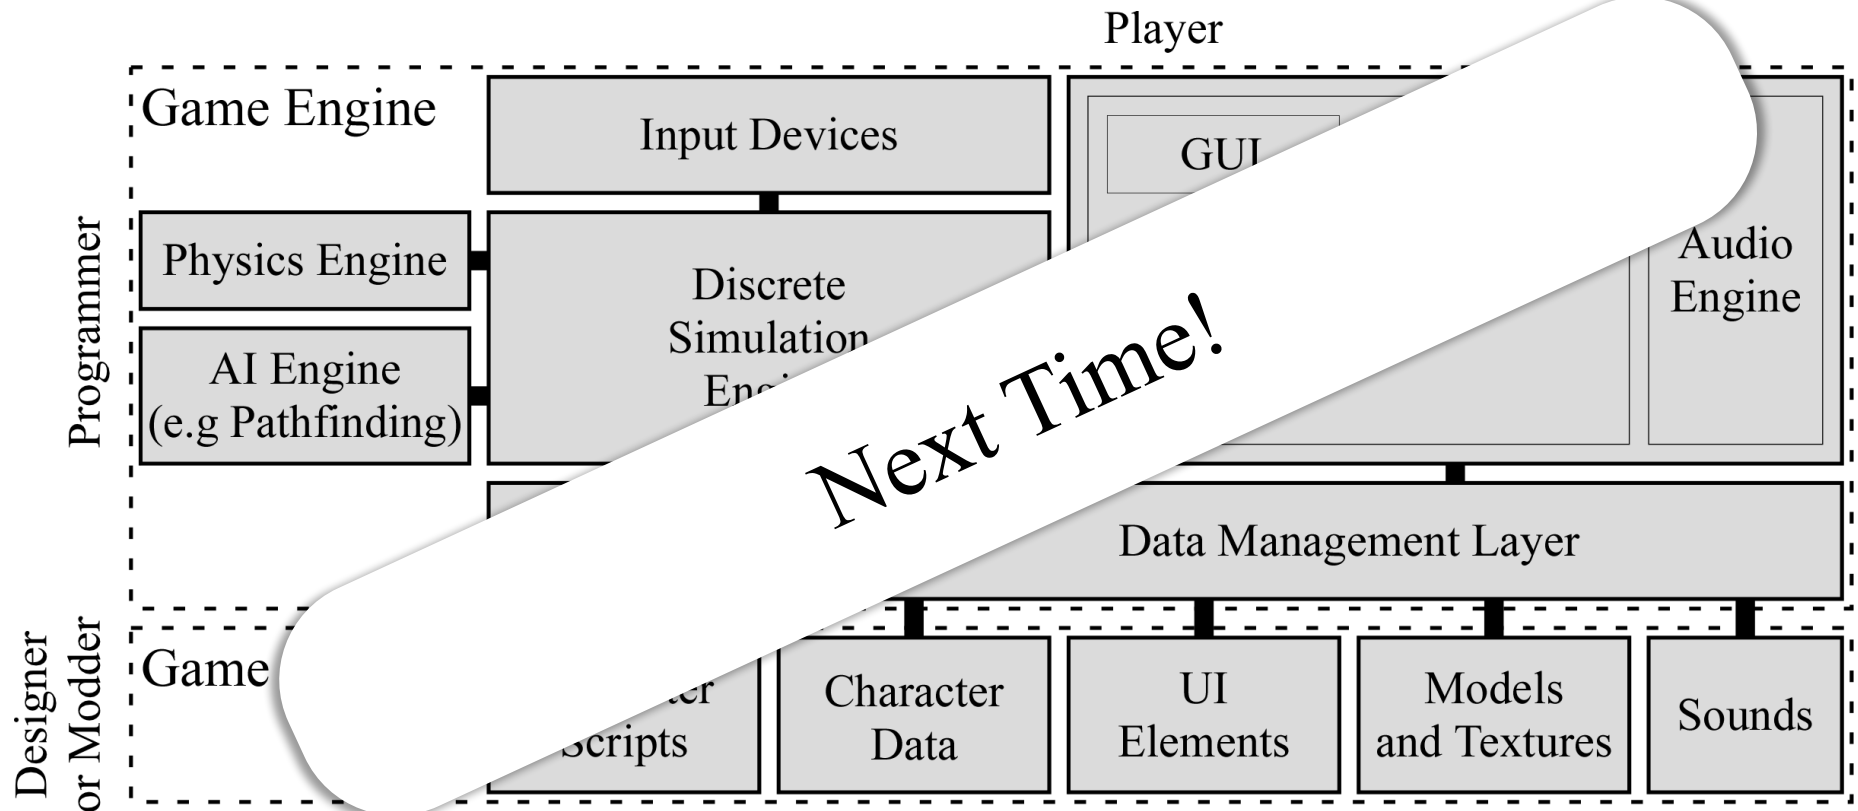 Player
Game Engine
Input Devices
GUI
Programmer
Physics Engine
Discrete
Simulation
Audio
Engine
AI Engine
(e.g Pathfinding)
Next Time!
Data Management Layer
Designer
or Modder
Game
Scripts
Character
Data
UI
Elements
Models
and Textures
Sounds